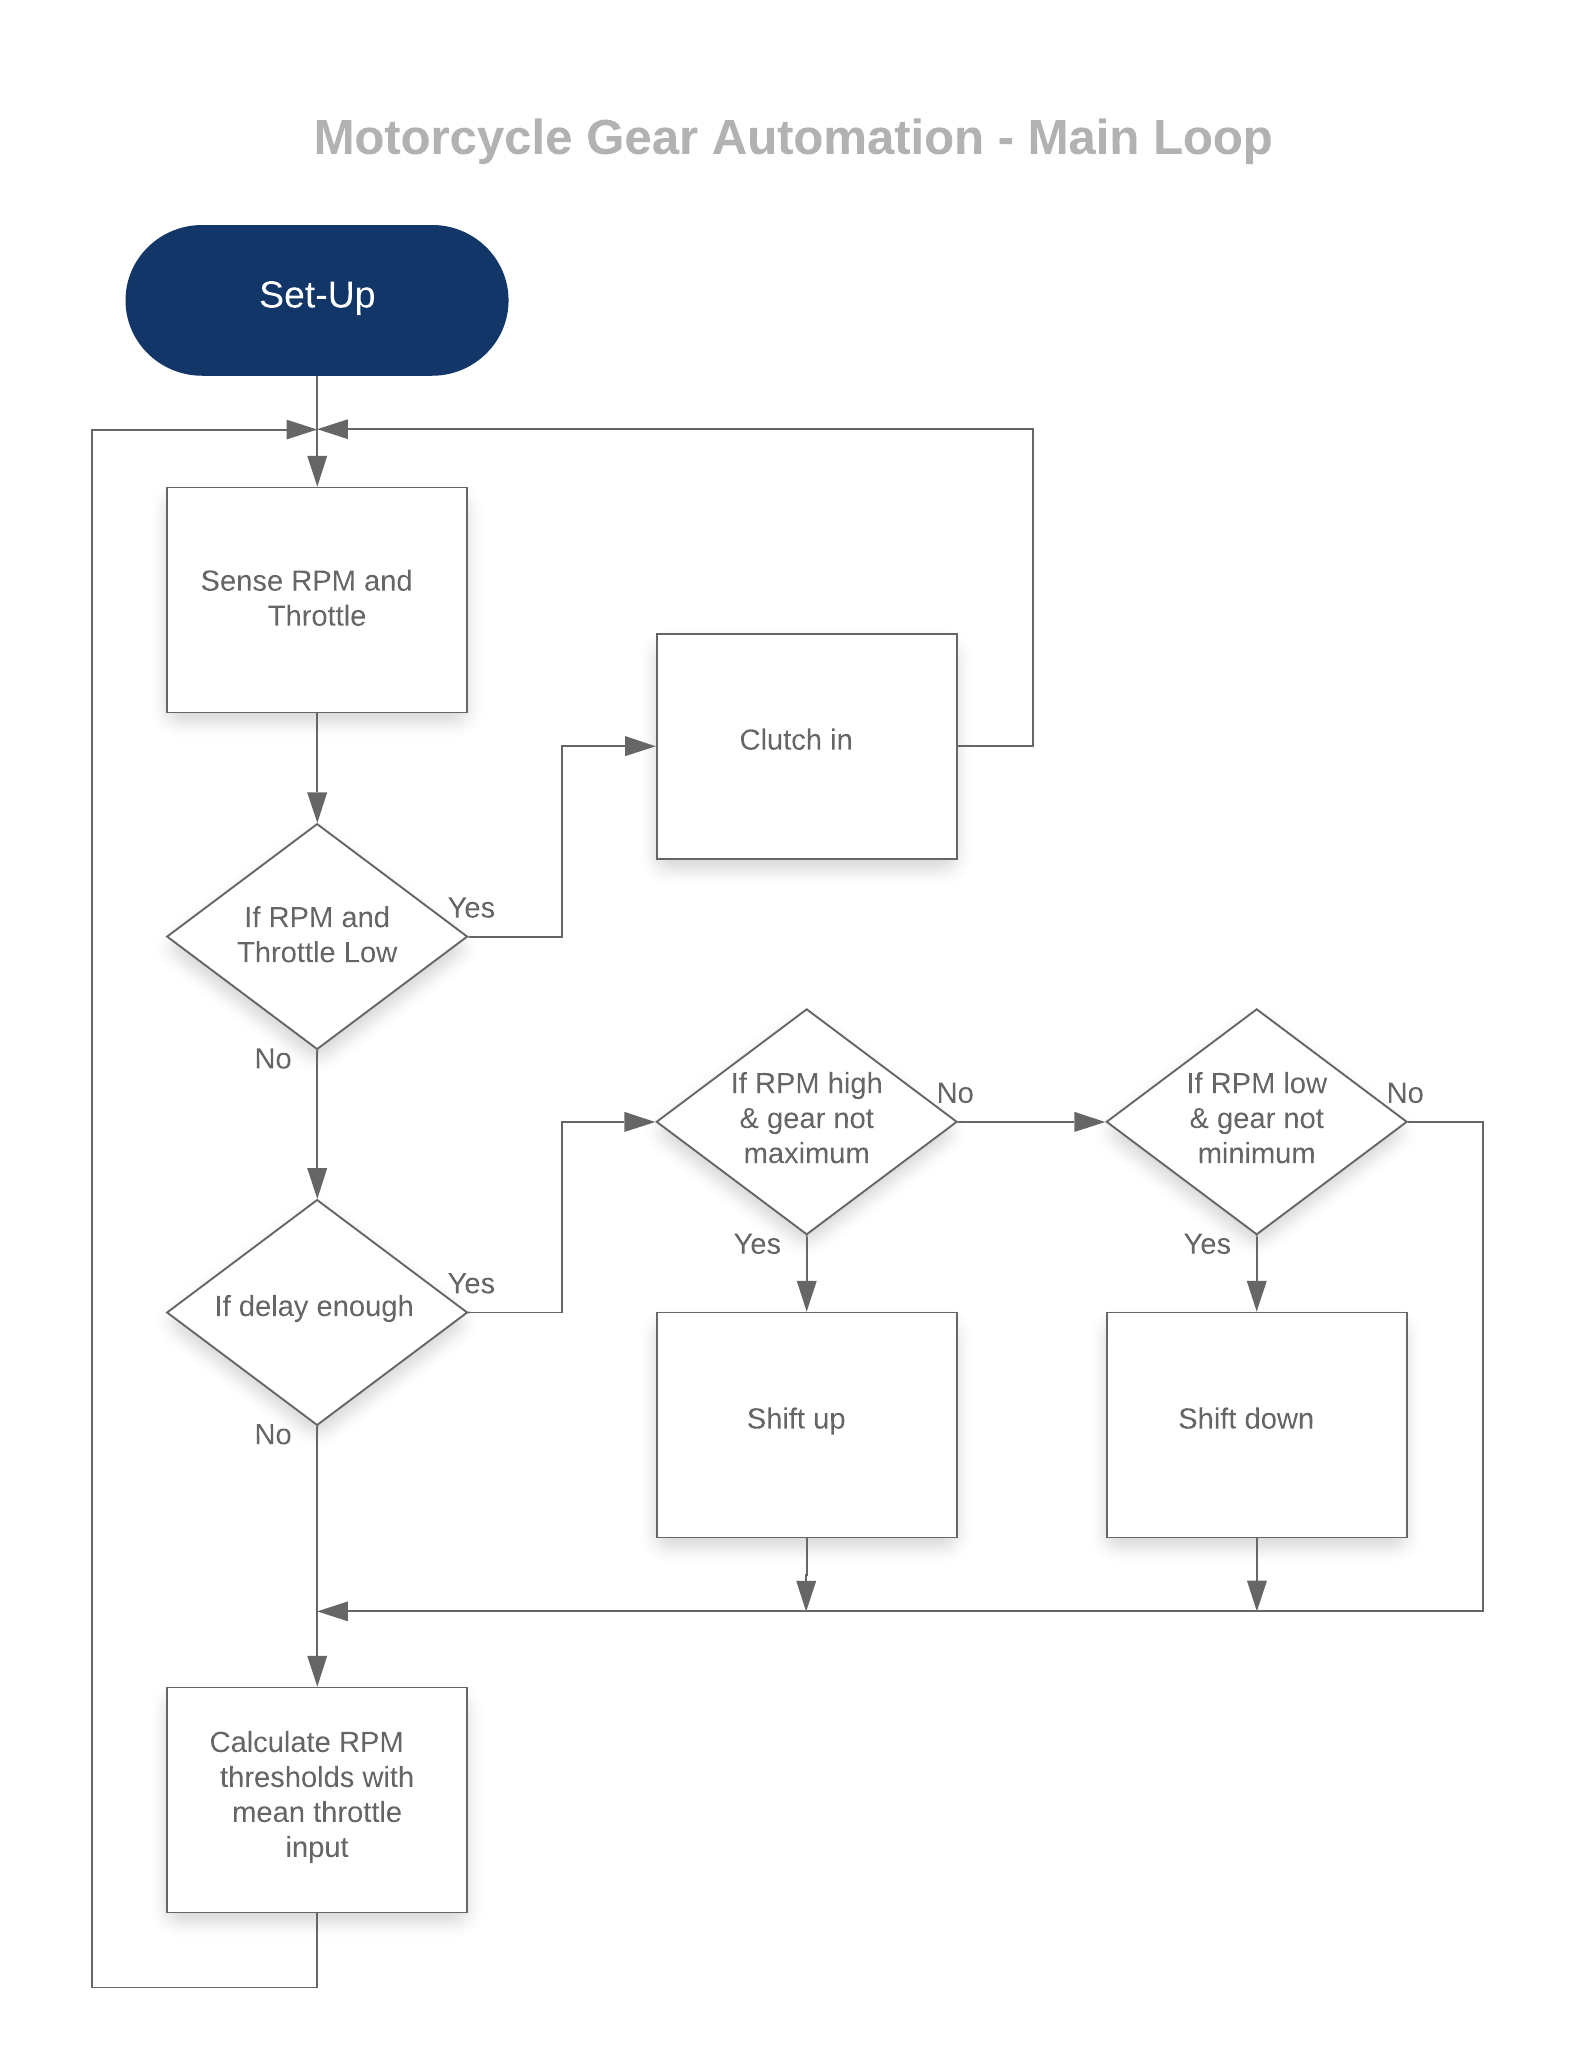 Motorcycle Gear Automation - Main Loop
Set-Up
Sense RPM and
Throttle
Clutch in
If RPM and
Throttle Low
Yes
No
If RPM high
& gear not
maximum
No
Yes
If RPM low
& gear not
minimum
No
Yes
If delay enough
Yes
No
Shift up
Shift down
Calculate RPM
thresholds with
mean throttle
input